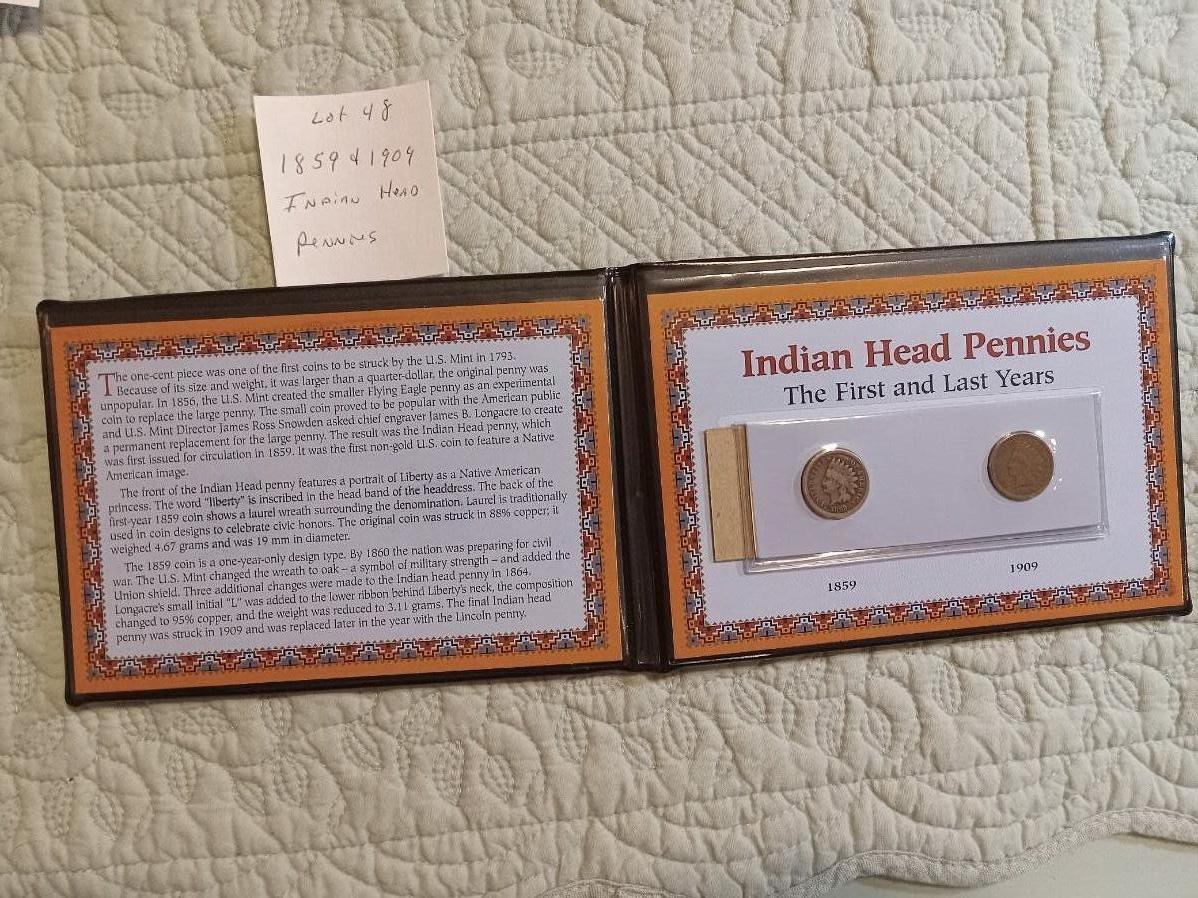 Lot 48
1859 & 1909
Indian Head
Pennies
The one-cent piece was one of the first coins to be struck by the U.S. Mint in 1793.
Because of its size and weight, it was larger than a quarter-dollar, the original penny was
unpopular. In 1856, the U.S. Mint created the smaller Flying Eagle penny as an experimental
coin to replace the large penny. The small coin proved to be popular with the American public
and U.S. Mint Director James Ross Snowden asked chief engraver James B. Longacre to create
a permanent replacement for the large penny. The result was the Indian Head penny, which
was first issued for circulation in 1859. It was the first non-gold U.S. coin to feature a Native
American image.
The front of the Indian Head penny features a portrait of Liberty as a Native American
princess. The word "liberty" is inscribed in the head band of the headdress. The back of the
first-year 1859 coin shows a laurel wreath surrounding the denomination. Laurel is traditionally
used in coin designs to celebrate civic honors. The original coin was struck in 88% copper; it
weighed 4.67 grams and was 19 mm in diameter.
The 1859 coin is a one-year-only design type. By 1860 the nation was preparing for civil
war. The U.S. Mint changed the wreath to oak – a symbol of military strength – and added the
Union shield. Three additional changes were made to the Indian head penny in 1864.
Longacre's small initial "L" was added to the lower ribbon behind Liberty's neck, the composition
changed to 95% copper, and the weight was reduced to 3.11 grams. The final Indian head
penny was struck in 1909 and was replaced later in the year with the Lincoln penny.
Indian Head Pennies
The First and Last Years
1859
1909